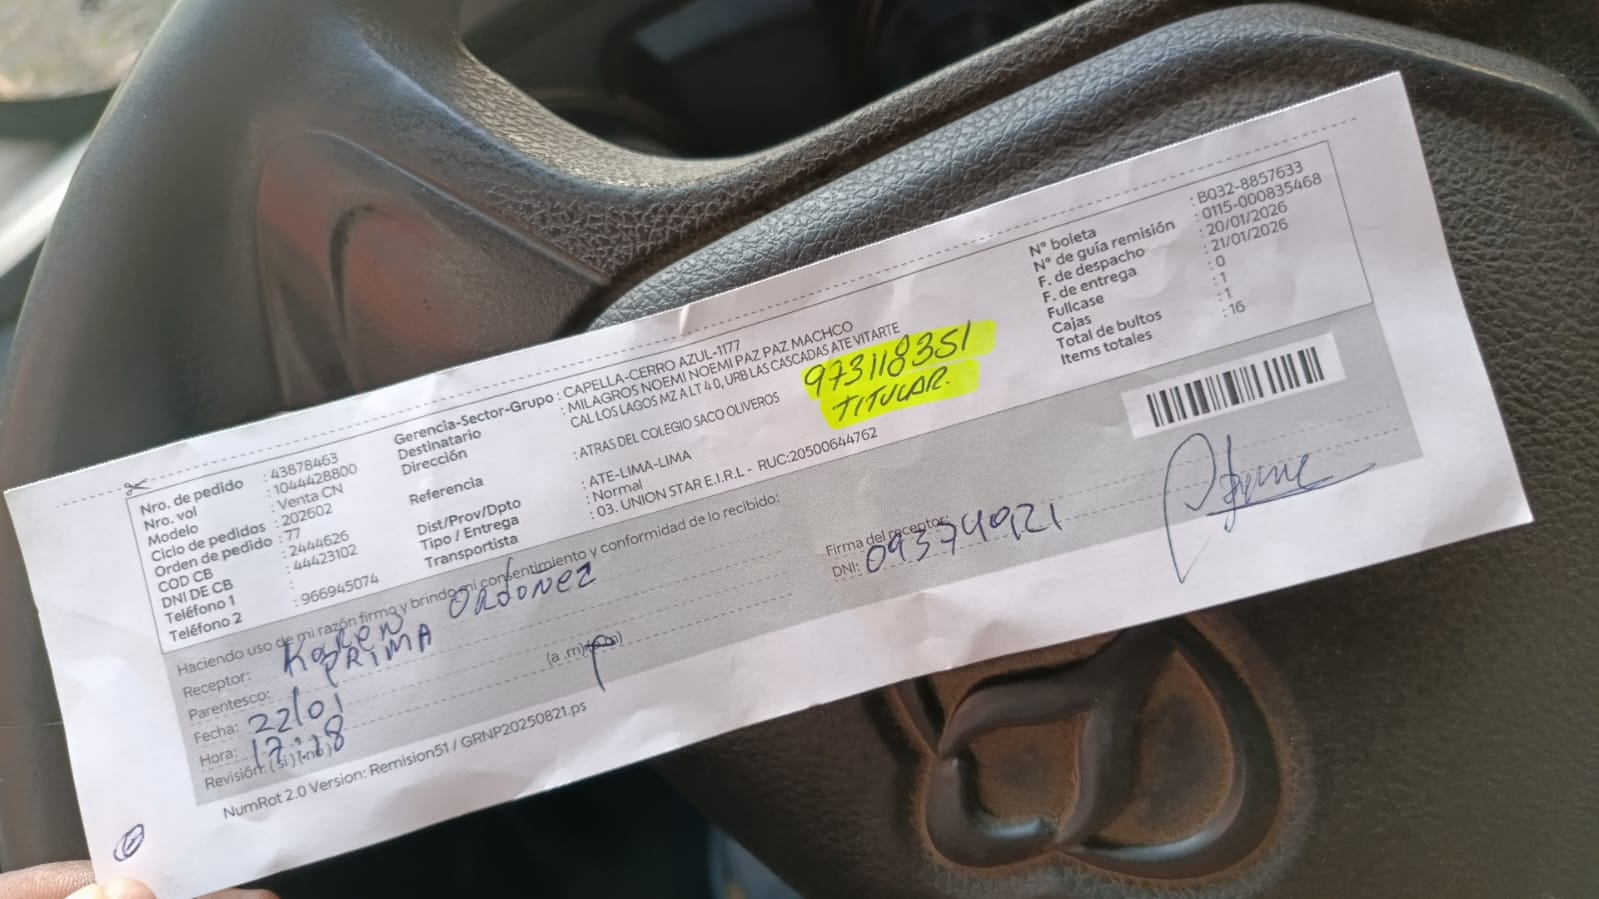 Nro. de pedido : 43878463
Nro. vol : 1044428800
Modelo : Venta CN
Ciclo de pedidos : 202602
Orden de pedido : 77
COD CB : 2444626
DNI DE CB : 44423102
Teléfono 1 :
Teléfono 2 : 966945074
Gerencia-Sector-Grupo : CAPELLA-CERRO AZUL-1177
Destinatario : MILAGROS NOEMI NOEMI PAZ PAZ MACHCO
Dirección CAL LOS LAGOS MZ A LT 4 D, URB LAS CASCADAS ATE VITARTE
Referencia : ATRAS DEL COLEGIO SACO OLIVEROS
Dist/Prov/Dpto : ATE-LIMA-LIMA
Tipo / Entrega : Normal
Transportista : 03. UNION STAR E.I.R.L - RUC:20500644762
973118351
TITULAR.
N° boleta : B032-8857633
N° de guía remisión : 0115-000835468
F. de despacho : 20/01/2026
F. de entrega : 21/01/2026
Fullcase : 0
Cajas : 1
Total de bultos : 1
Items totales : 16
Haciendo uso de mi razón firmo y brindo mi consentimiento y conformidad de lo recibido:
Receptor: Ordoñez
Parentesco: PRIMA
Fecha: 22/01
Hora: 17:18 (a .m) (p.m)
Revisión: (si) (no)
Firma del receptor:
DNI:
NumRot 2.0 Version: Remision51 / GRNP20250821.ps